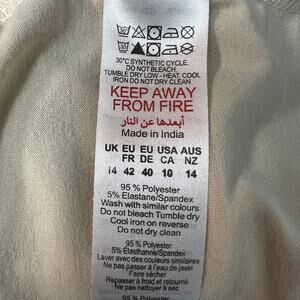 30°C SYNTHETIC CYCLE.
DO NOT BLEACH.
TUMBLE DRY LOW - HEAT, COOL
IRON DO NOT DRY CLEAN
KEEP AWAY
FROM FIRE
أبعدها عن النار
Made in India
UK EU EU USA AUS
FR DE CA NZ
14 42 40 10 14
95 % Polyester
5% Elastane/Spandex
Wash with similar colours
Do not bleach Tumble dry
Cool iron on reverse
Do not dry clean
95 % Polyester
5% Élasthanne/Spandex
Laver avec des couleurs similaires
Ne pas passer à l'eau de javel
Faire sécher
Repasser à froid et retourné
Ne pas nettoyer à sec
95 % Polyester